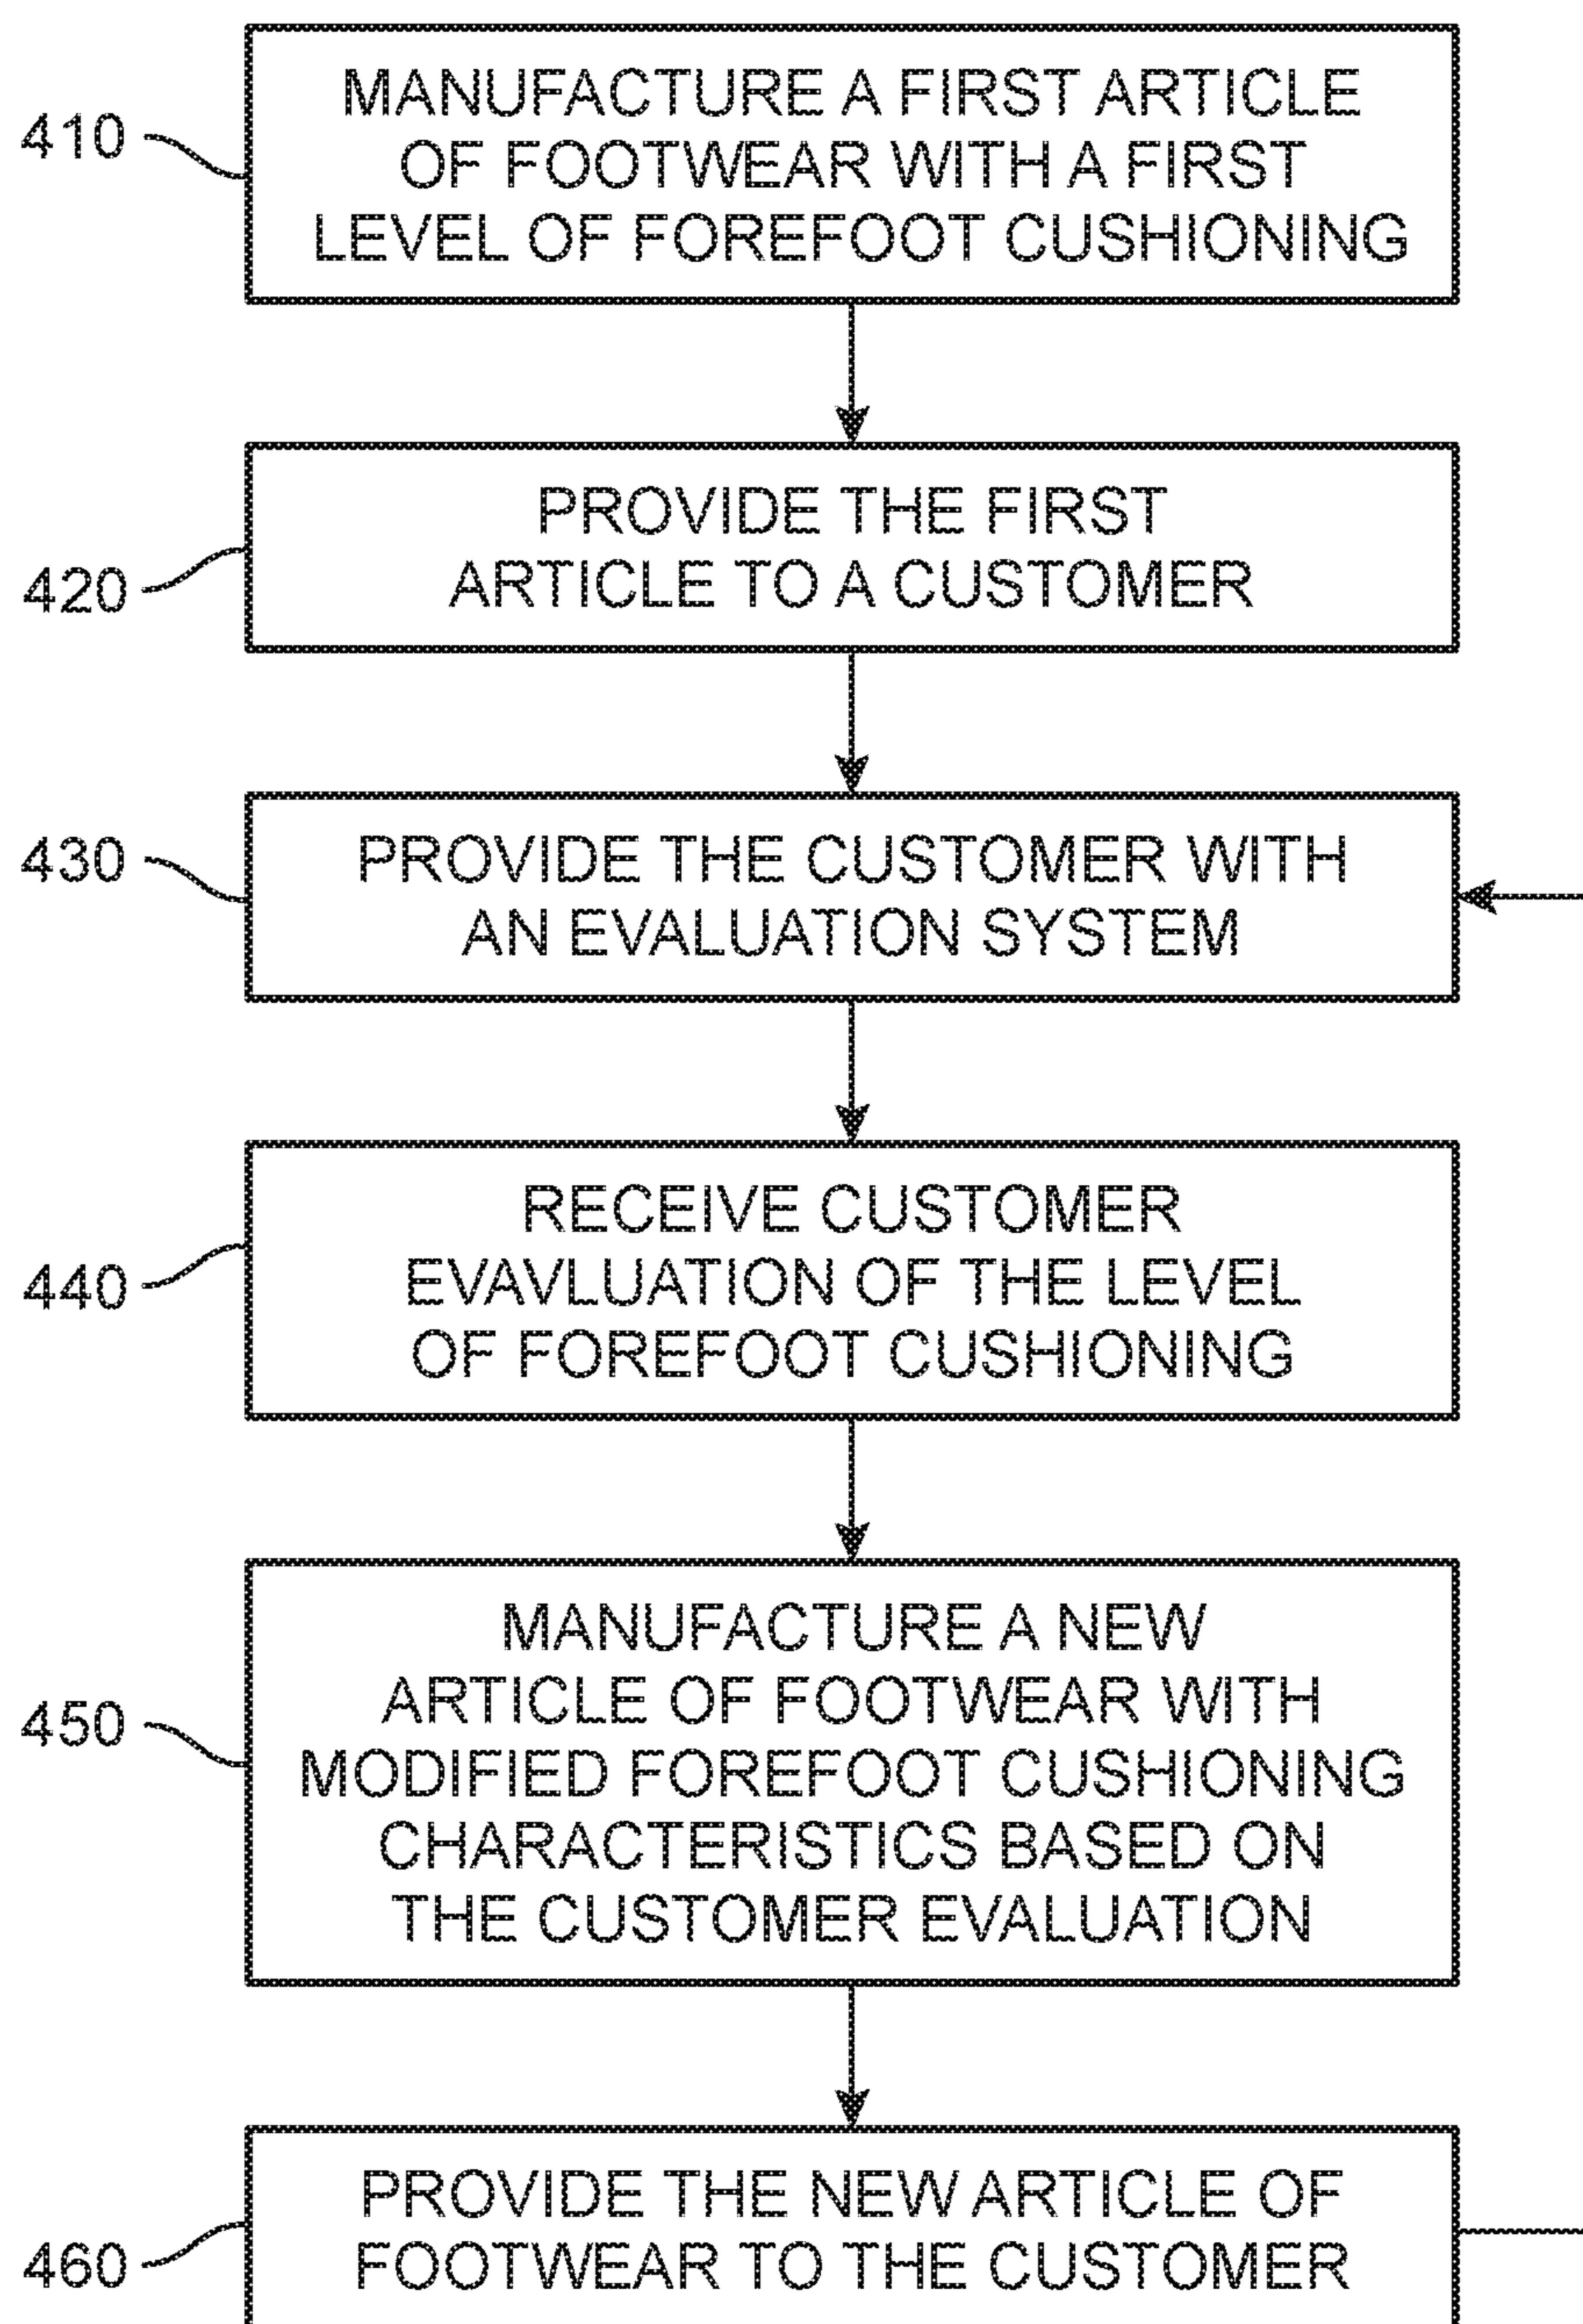 410
MANUFACTURE A FIRST ARTICLE
OF FOOTWEAR WITH A FIRST
LEVEL OF FOREFOOT CUSHIONING
420
PROVIDE THE FIRST
ARTICLE TO A CUSTOMER
430
PROVIDE THE CUSTOMER WITH
AN EVALUATION SYSTEM
440
RECEIVE CUSTOMER
EVAVLUATION OF THE LEVEL
OF FOREFOOT CUSHIONING
450
MANUFACTURE A NEW
ARTICLE OF FOOTWEAR WITH
MODIFIED FOREFOOT CUSHIONING
CHARACTERISTICS BASED ON
THE CUSTOMER EVALUATION
460
PROVIDE THE NEW ARTICLE OF
FOOTWEAR TO THE CUSTOMER